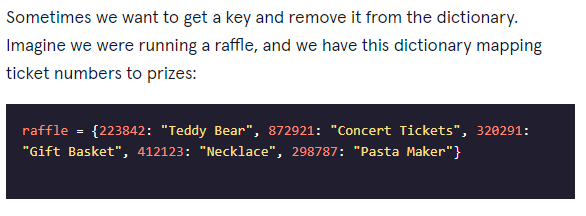 Sometimes we want to get a key and remove it from the dictionary.
Imagine we were running a raffle, and we have this dictionary mapping
ticket numbers to prizes:
raffle = {223842: "Teddy Bear", 872921: "Concert Tickets", 320291:
"Gift Basket", 412123: "Necklace", 298787: "Pasta Maker"}